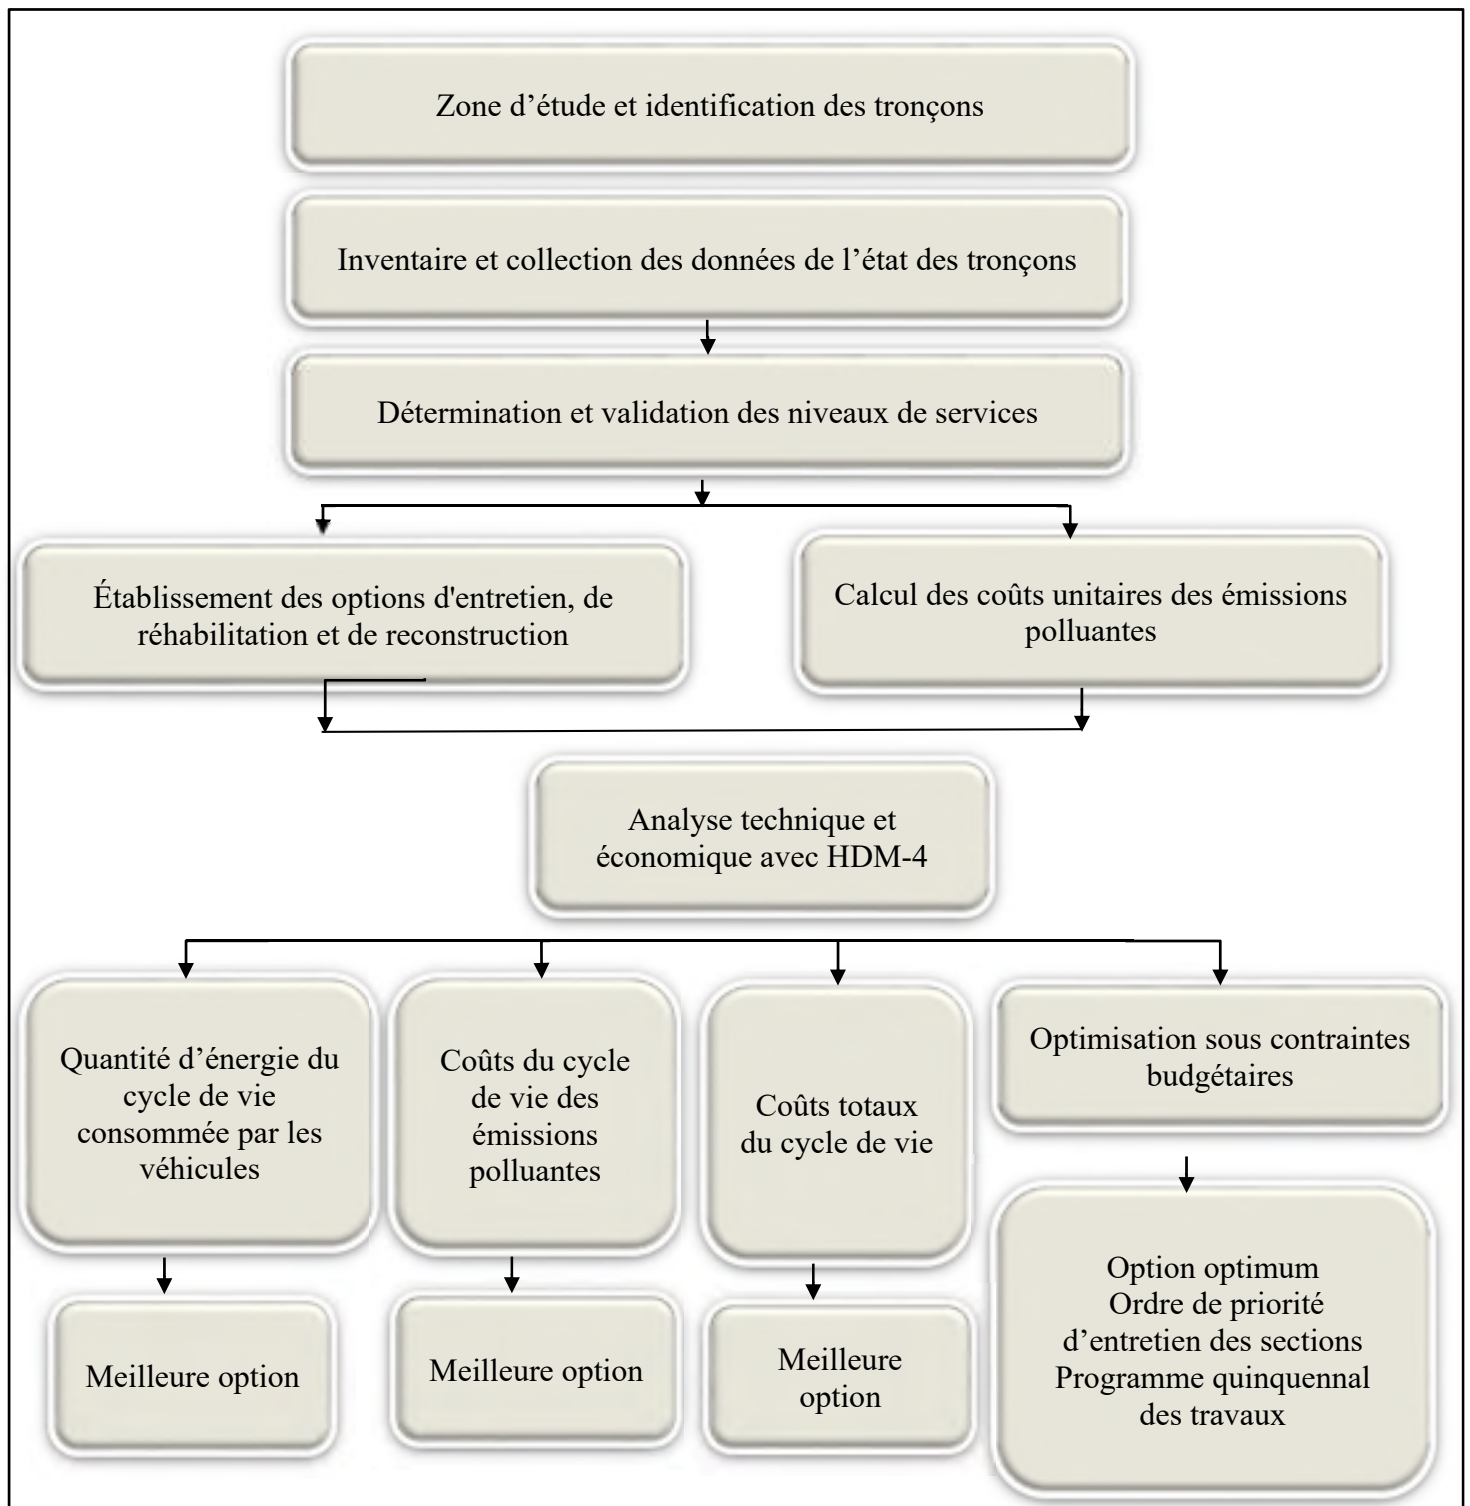 Zone d’étude et identification des tronçons
Inventaire et collection des données de l’état des tronçons
Détermination et validation des niveaux de services
Établissement des options d'entretien, de
réhabilitation et de reconstruction
Calcul des coûts unitaires des émissions
polluantes
Analyse technique et
économique avec HDM-4
Quantité d’énergie du
cycle de vie
consommée par les
véhicules
Coûts du cycle
de vie des
émissions
polluantes
Coûts totaux
du cycle de vie
Optimisation sous contraintes
budgétaires
Meilleure option
Meilleure option
Meilleure
option
Option optimum
Ordre de priorité
d’entretien des sections
Programme quinquennal
des travaux